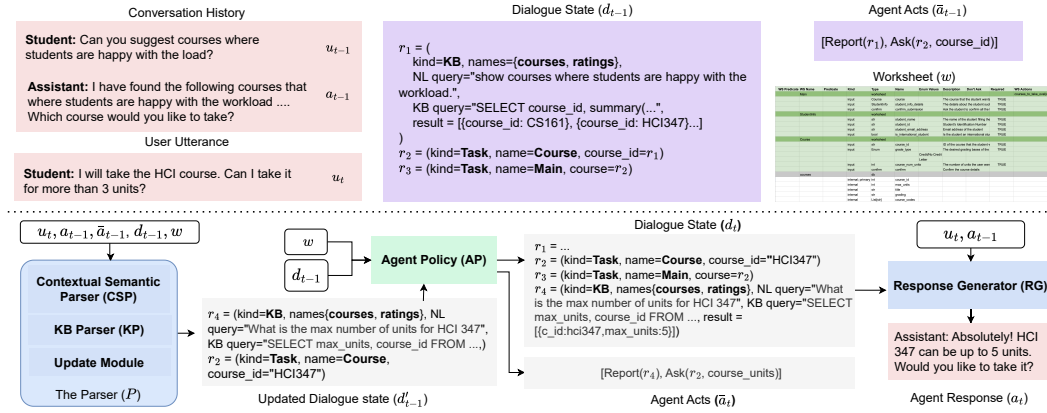 Conversation History
Student: Can you suggest courses where
students are happy with the load?
u_{t−1}
Assistant: I have found the following courses that
where students are happy with the workload ....
Which course would you like to take?
a_{t−1}
User Utterance
Student: I will take the HCI course. Can I take it
for more than 3 units?
u_t
Dialogue State (d_{t−1})
r_1 = (
kind=KB, names={courses, ratings},
NL query="show courses where students are happy with the
workload.",
KB query="SELECT course_id, summary(...",
result = [{course_id: CS161}, {course_id: HCI347}...]
)
r_2 = (kind=Task, name=Course, course_id=r_1)
r_3 = (kind=Task, name=Main, course=r_2)
Agent Acts (ā_{t−1})
[Report(r_1), Ask(r_2, course_id)]
Worksheet (w)
u_t, a_{t−1}, ā_{t−1}, d_{t−1}, w
Contextual Semantic
Parser (CSP)
KB Parser (KP)
Update Module
The Parser (P)
w
d_{t−1}
Agent Policy (AP)
r_4 = (kind=KB, names{courses, ratings}, NL
query="What is the max number of units for HCI 347",
KB query="SELECT max_units, course_id FROM ...,)
r_2 = (kind=Task, name=Course,
course_id="HCI347")
Updated Dialogue state (d′_{t−1})
Dialogue State (d_t)
r_1 = ...
r_2 = (kind=Task, name=Course, course_id="HCI347")
r_3 = (kind=Task, name=Main, course=r_2)
r_4 = (kind=KB, names{courses, ratings}, NL query="What
is the max number of units for HCI 347", KB query="SELECT
max_units, course_id FROM ..., result =
[{c_id:hci347,max_units:5}])
[Report(r_4), Ask(r_2, course_units)]
Agent Acts (ā_t)
u_t, a_{t−1}
Response Generator (RG)
Assistant: Absolutely! HCI
347 can be up to 5 units.
Would you like to take it?
Agent Response (a_t)